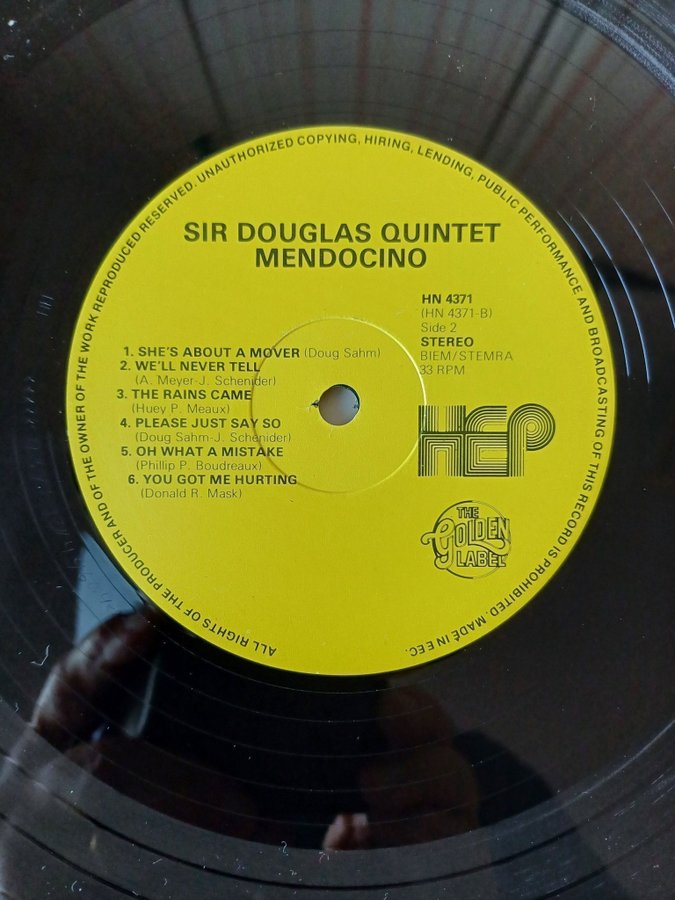 ALL RIGHTS OF THE PRODUCER AND OF THE OWNER OF THE WORK REPRODUCED RESERVED. UNAUTHORIZED COPYING, HIRING, LENDING, PUBLIC PERFORMANCE AND BROADCASTING OF THIS RECORD IS PROHIBITED. MADE IN EEC.
SIR DOUGLAS QUINTET
MENDOCINO
HN 4371
(HN 4371-B)
Side 2
STEREO
BIEM/STEMRA
33 RPM
1. SHE'S ABOUT A MOVER (Doug Sahm)
2. WE'LL NEVER TELL
(A. Meyer-J. Schenider)
3. THE RAINS CAME
(Huey P. Meaux)
4. PLEASE JUST SAY SO
(Doug Sahm-J. Schenider)
5. OH WHAT A MISTAKE
(Phillip P. Boudreaux)
6. YOU GOT ME HURTING
(Donald R. Mask)
HEP
THE
GOLDEN
LABEL